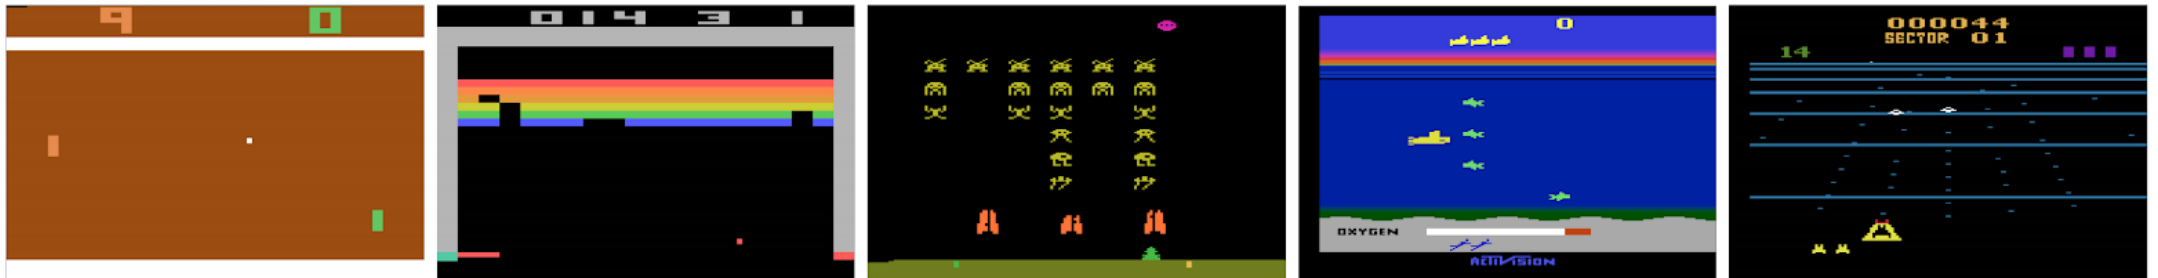 9 0
0 1 4 3 1
0
OXYGEN
ACTIVISION
000044
SECTOR 01
14